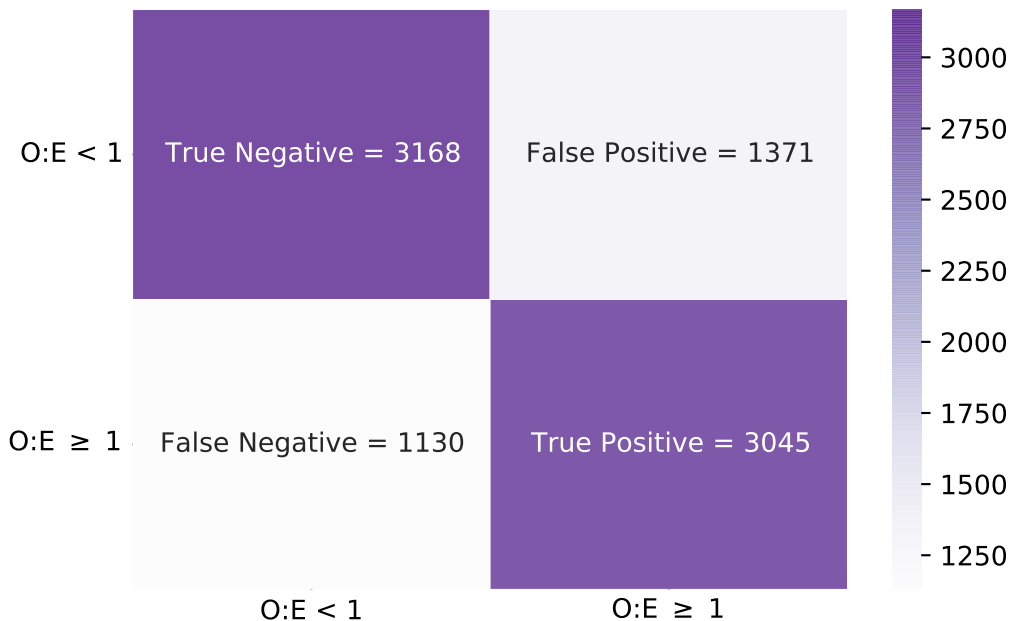 O:E < 1
True Negative = 3168
False Positive = 1371
O:E ≥ 1
False Negative = 1130
True Positive = 3045
O:E < 1
O:E ≥ 1
3000
2750
2500
2250
2000
1750
1500
1250